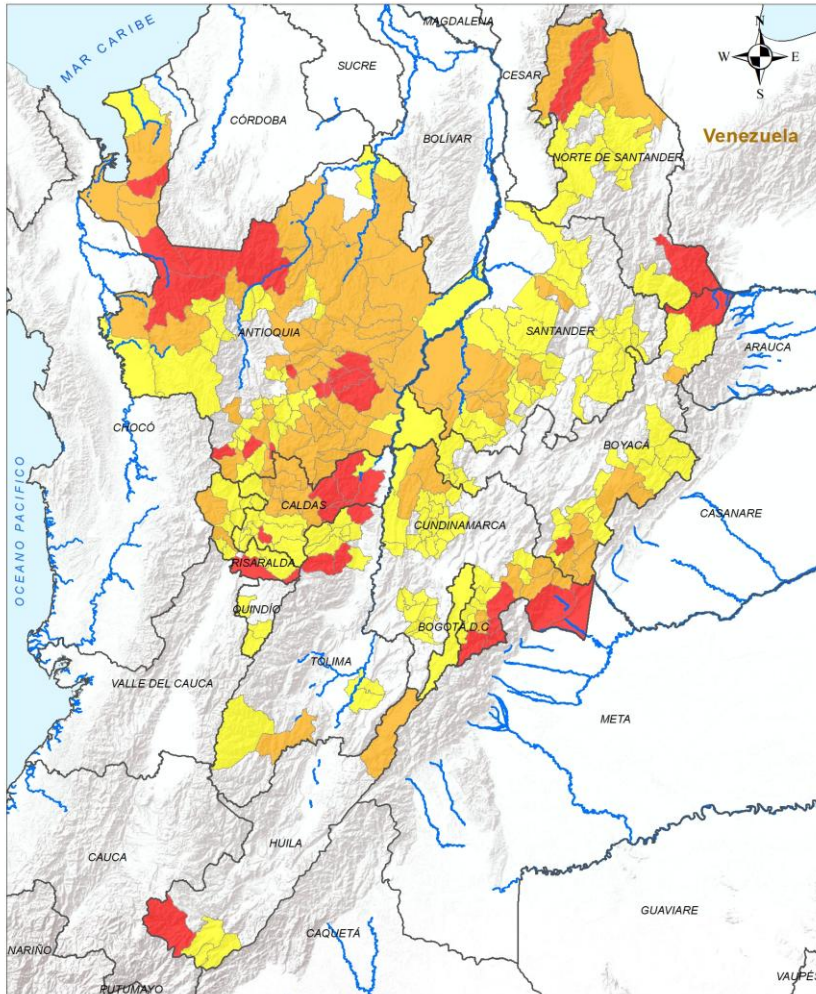 MAGDALENA
MAR CARIBE
N
SUCRE
W
E
CESAR
S
CÓRDOBA
BOLÍVAR
Venezuela
NORTE DE SANTANDER
ANTIOQUIA
SANTANDER
ARAUCA
CHOCÓ
BOYACA
CALDAS
CASANARE
CUNDINAMARCA
OCEANO PACIFICO
RISARALDA
QUINDÍO
BOGOTÁ D.C
TOLIMA
VALLE DEL CAUCA
META
HUILA
CAUCA
GUAVIARE
CAQUETÁ
NARIÑO
PUTUMAYO
VAUPÉS